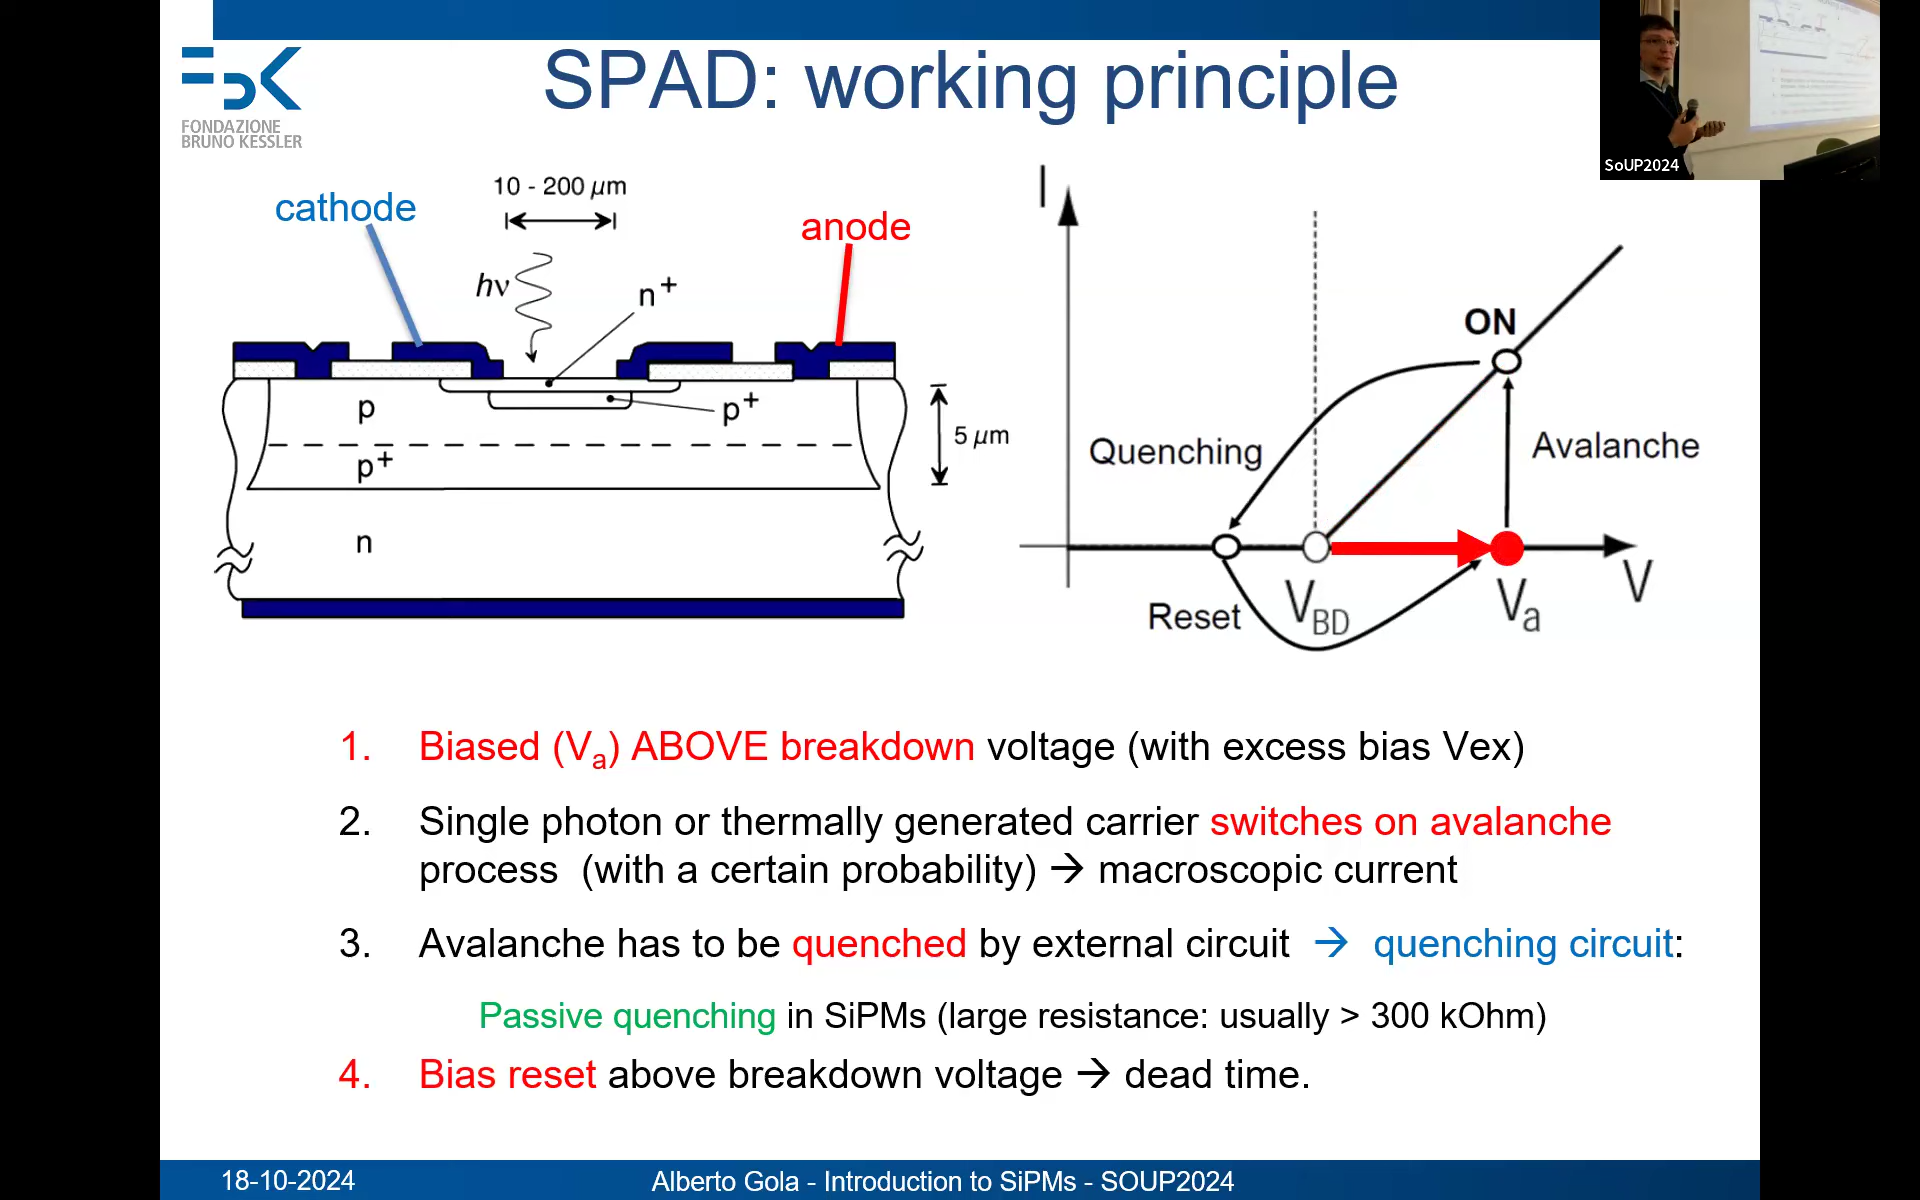 SPAD: working principle
FONDAZIONE
BRUNO KESSLER
SoUP2024
cathode
10 - 200 µm
anode
hν
n+
p
p+
p+
n
5 µm
I
ON
Quenching
Avalanche
Reset
VBD
Va
V
1. Biased (Va) ABOVE breakdown voltage (with excess bias Vex)
2. Single photon or thermally generated carrier switches on avalanche
process (with a certain probability) → macroscopic current
3. Avalanche has to be quenched by external circuit → quenching circuit:
Passive quenching in SiPMs (large resistance: usually > 300 kOhm)
4. Bias reset above breakdown voltage → dead time.
18-10-2024
Alberto Gola - Introduction to SiPMs - SOUP2024